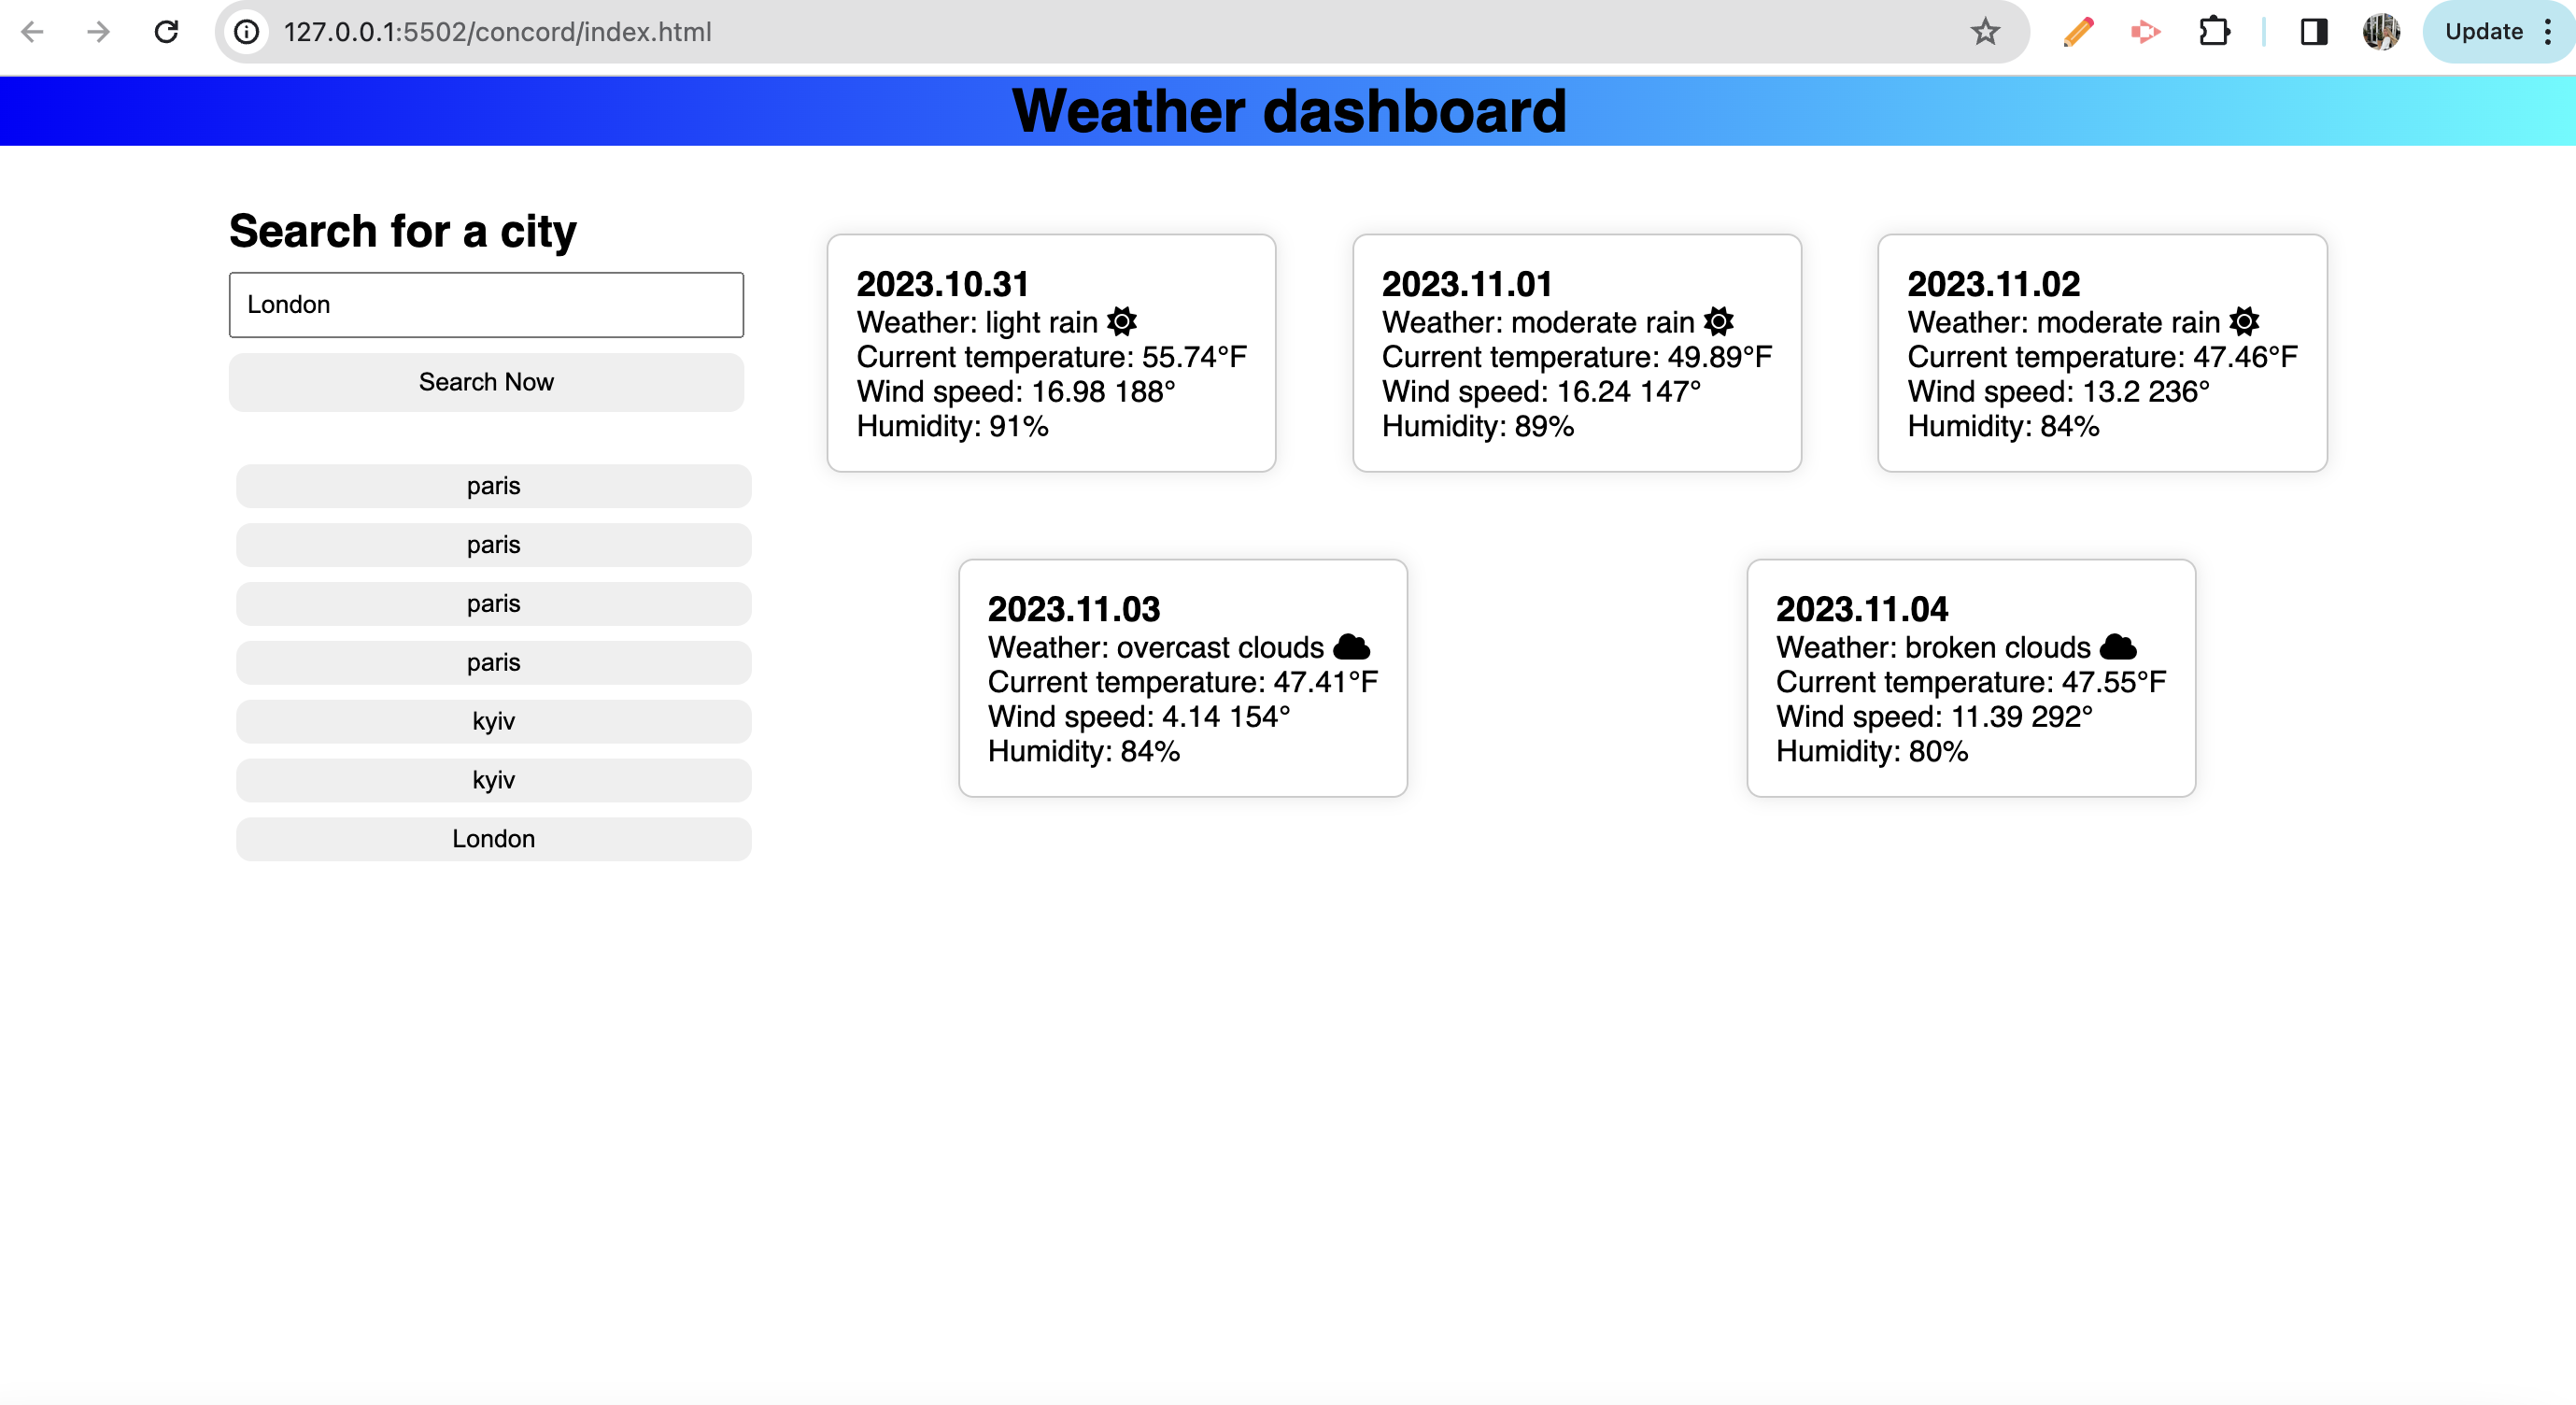 127.0.0.1:5502/concord/index.html
Update
Weather dashboard
Search for a city
London
Search Now
paris
paris
paris
paris
kyiv
kyiv
London
2023.10.31
Weather: light rain
Current temperature: 55.74°F
Wind speed: 16.98 188°
Humidity: 91%
2023.11.01
Weather: moderate rain
Current temperature: 49.89°F
Wind speed: 16.24 147°
Humidity: 89%
2023.11.02
Weather: moderate rain
Current temperature: 47.46°F
Wind speed: 13.2 236°
Humidity: 84%
2023.11.03
Weather: overcast clouds
Current temperature: 47.41°F
Wind speed: 4.14 154°
Humidity: 84%
2023.11.04
Weather: broken clouds
Current temperature: 47.55°F
Wind speed: 11.39 292°
Humidity: 80%